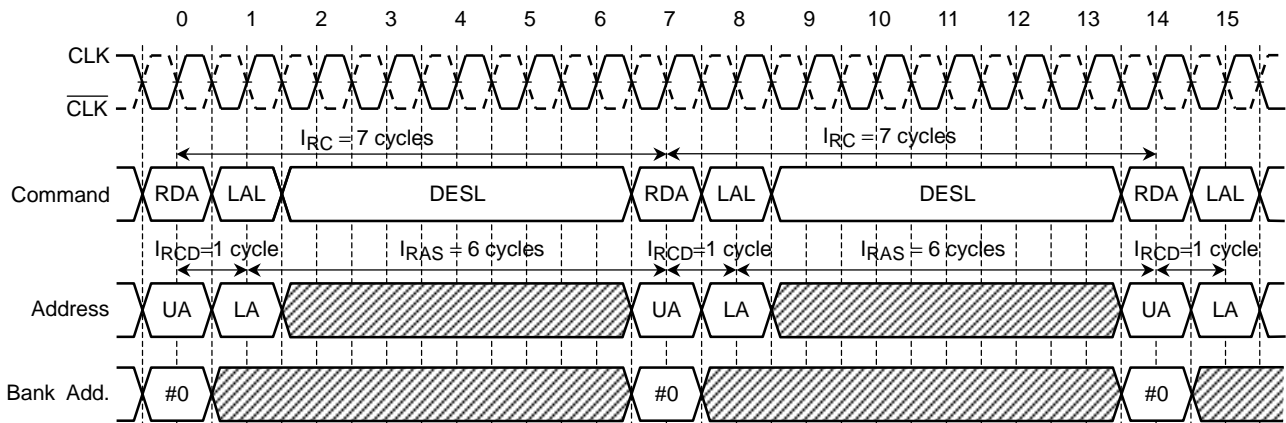 0 1 2 3 4 5 6 7 8 9 10 11 12 13 14 15
CLK
CLK
IRC = 7 cycles IRC = 7 cycles
Command RDA LAL DESL RDA LAL DESL RDA LAL
IRCD=1 cycle IRAS = 6 cycles IRCD=1 cycle IRAS = 6 cycles IRCD=1 cycle
Address UA LA UA LA UA LA
Bank Add. #0 #0 #0